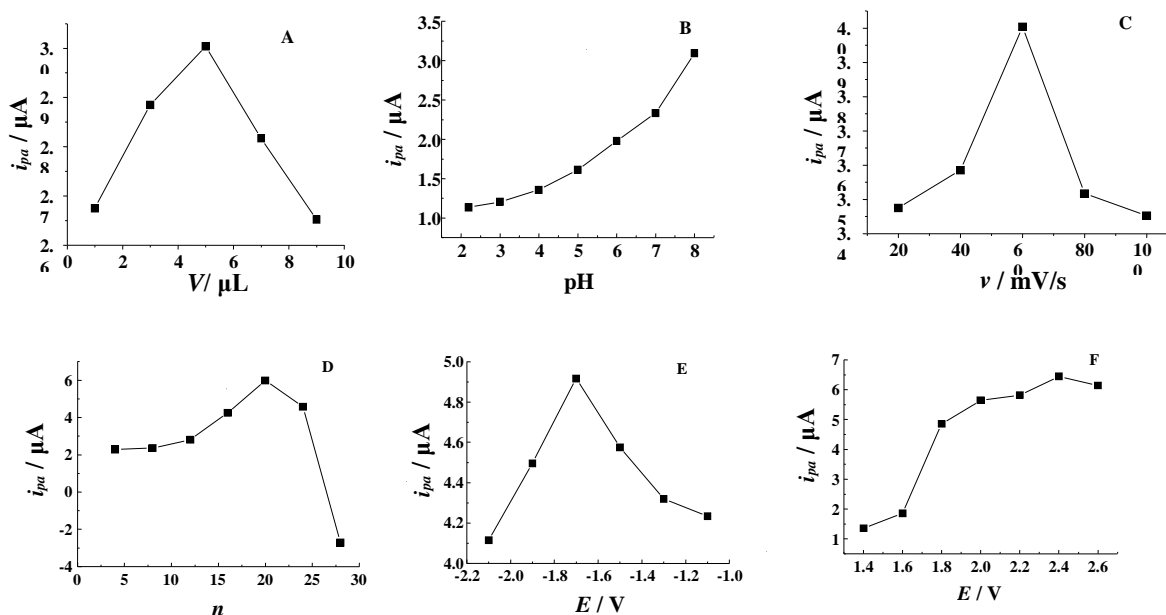 A
3.
0
2.
9
2.
8
2.
7
2.
6
i_pa / μA
0 2 4 6 8 10
V/ μL
B
3.5
3.0
2.5
2.0
1.5
1.0
i_pa / μA
2 3 4 5 6 7 8
pH
C
4.
0
3.
9
3.
8
3.
7
3.
6
3.
5
3.
4
i_pa / μA
20 40 6 80 10
0 0
v / mV/s
D
6
4
2
0
-2
-4
i_pa / μA
0 5 10 15 20 25 30
n
E
5.0
4.8
4.6
4.4
4.2
4.0
i_pa / μA
-2.2 -2.0 -1.8 -1.6 -1.4 -1.2 -1.0
E / V
F
7
6
5
4
3
2
1
i_pa / μA
1.4 1.6 1.8 2.0 2.2 2.4 2.6
E / V